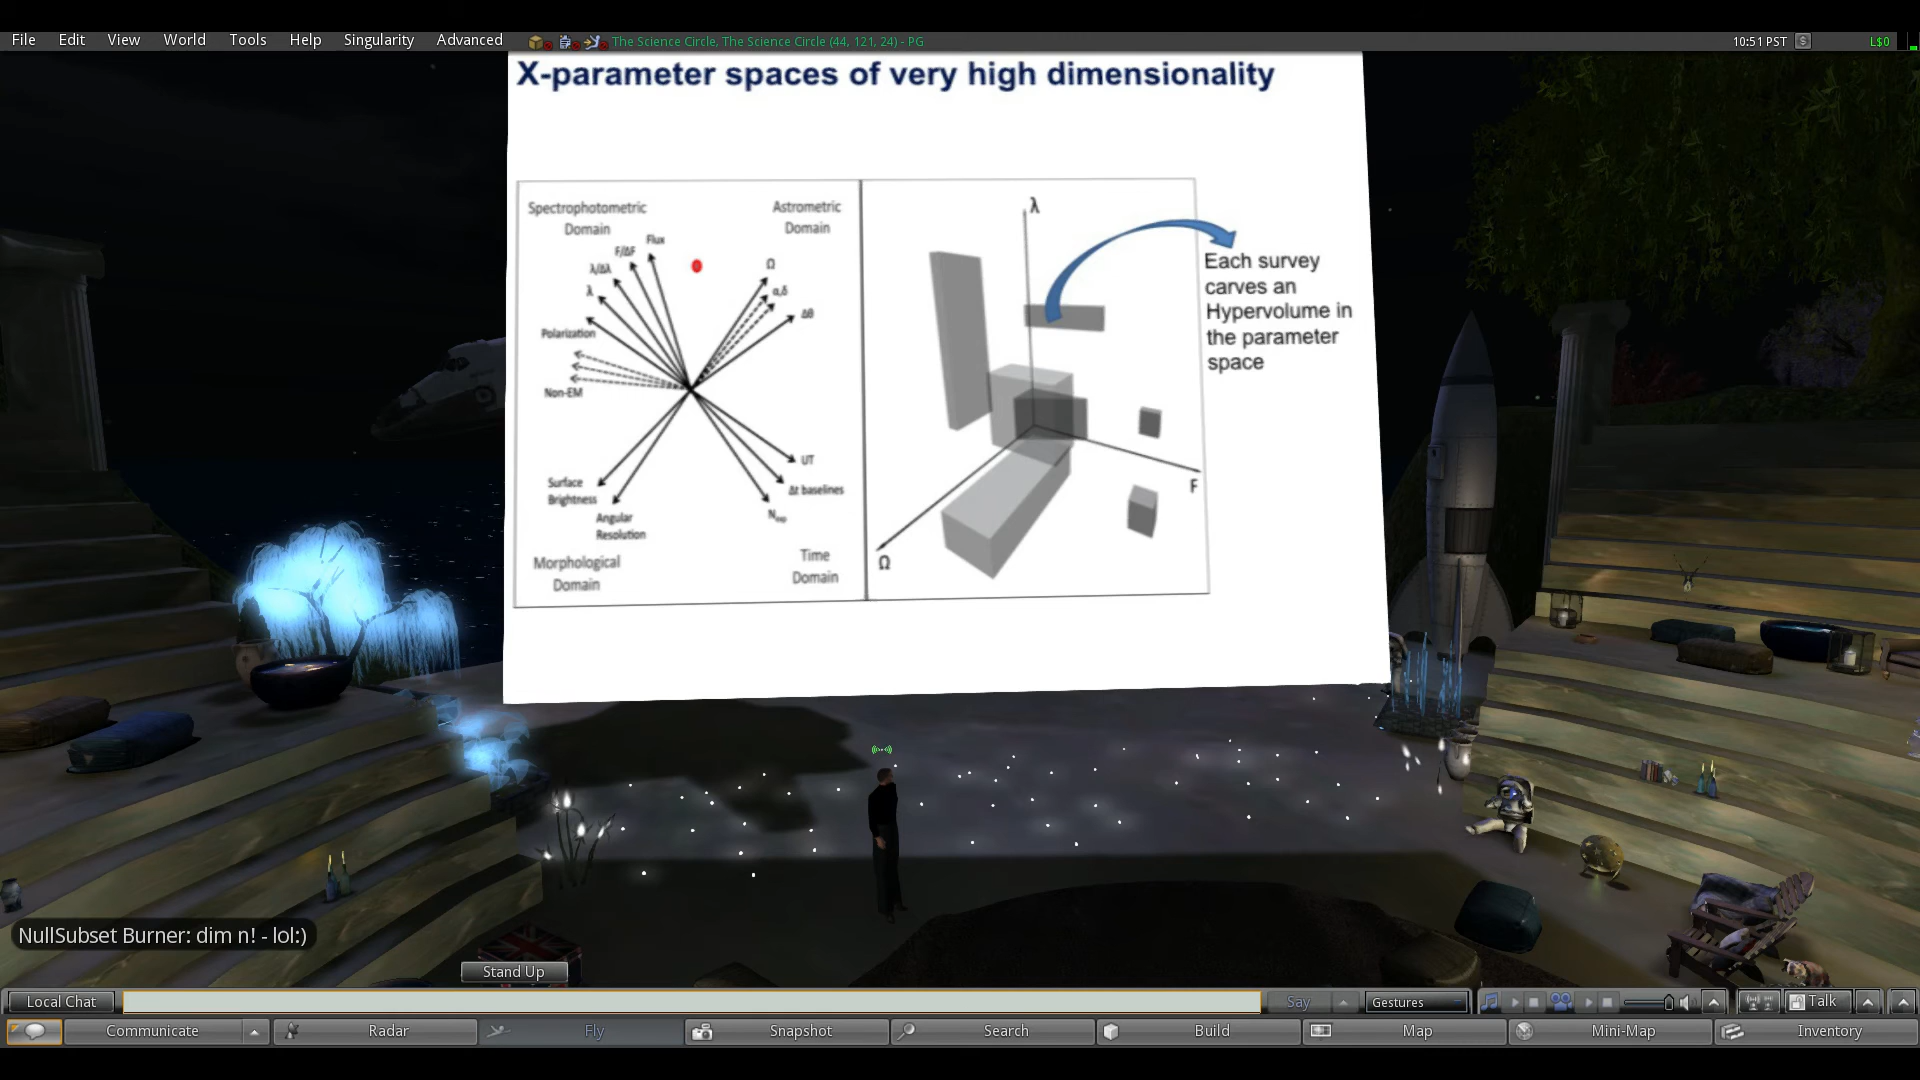 File Edit View World Tools Help Singularity Advanced
The Science Circle, The Science Circle (44, 121, 24) - PG
10:51 PST
L$0
X-parameter spaces of very high dimensionality
Spectrophotometric
Domain
Astrometric
Domain
Flux
F/ΔF
λ/Δλ
λ
Polarization
Non-EM
Ω
α,δ
Δθ
UT
Δt baselines
Nexp
Surface
Brightness
Angular
Resolution
Morphological
Domain
Time
Domain
λ
F
Ω
Each survey
carves an
Hypervolume in
the parameter
space
NullSubset Burner: dim n! - lol:)
Stand Up
Local Chat
Say
Gestures
Talk
Communicate
Radar
Fly
Snapshot
Search
Build
Map
Mini-Map
Inventory